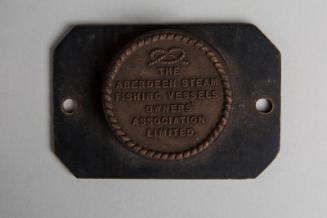 THE
ABERDEEN STEAM
FISHING VESSELS
OWNERS
ASSOCIATION
LIMITED.